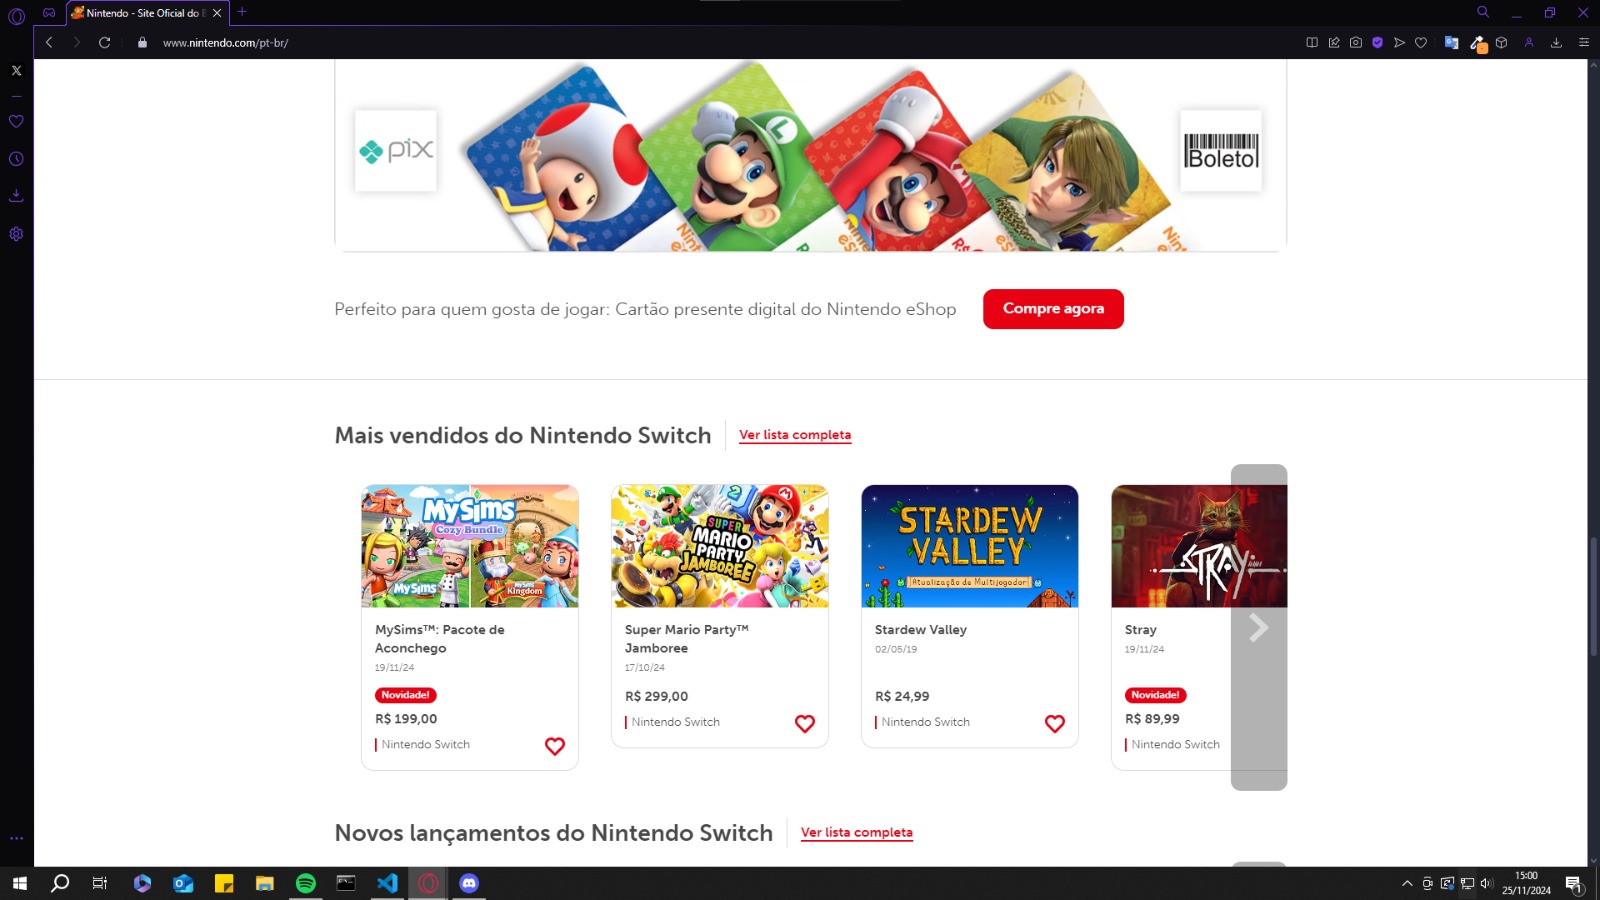 Nintendo - Site Oficial do B
www.nintendo.com/pt-br/
pix
Boleto
Perfeito para quem gosta de jogar: Cartão presente digital do Nintendo eShop
Compre agora
Mais vendidos do Nintendo Switch
Ver lista completa
MySims
Cozy Bundle
MySims
MySims
Kingdom
MySims™: Pacote de
Aconchego
19/11/24
Novidade!
R$ 199,00
Nintendo Switch
SUPER
MARIO
PARTY
JAMBOREE
Super Mario Party™
Jamboree
17/10/24
R$ 299,00
Nintendo Switch
STARDEW
VALLEY
Atualização de Multijogador
Stardew Valley
02/05/19
R$ 24,99
Nintendo Switch
STRAY
Stray
19/11/24
Novidade!
R$ 89,99
Nintendo Switch
Novos lançamentos do Nintendo Switch
Ver lista completa
15:00
25/11/2024
1